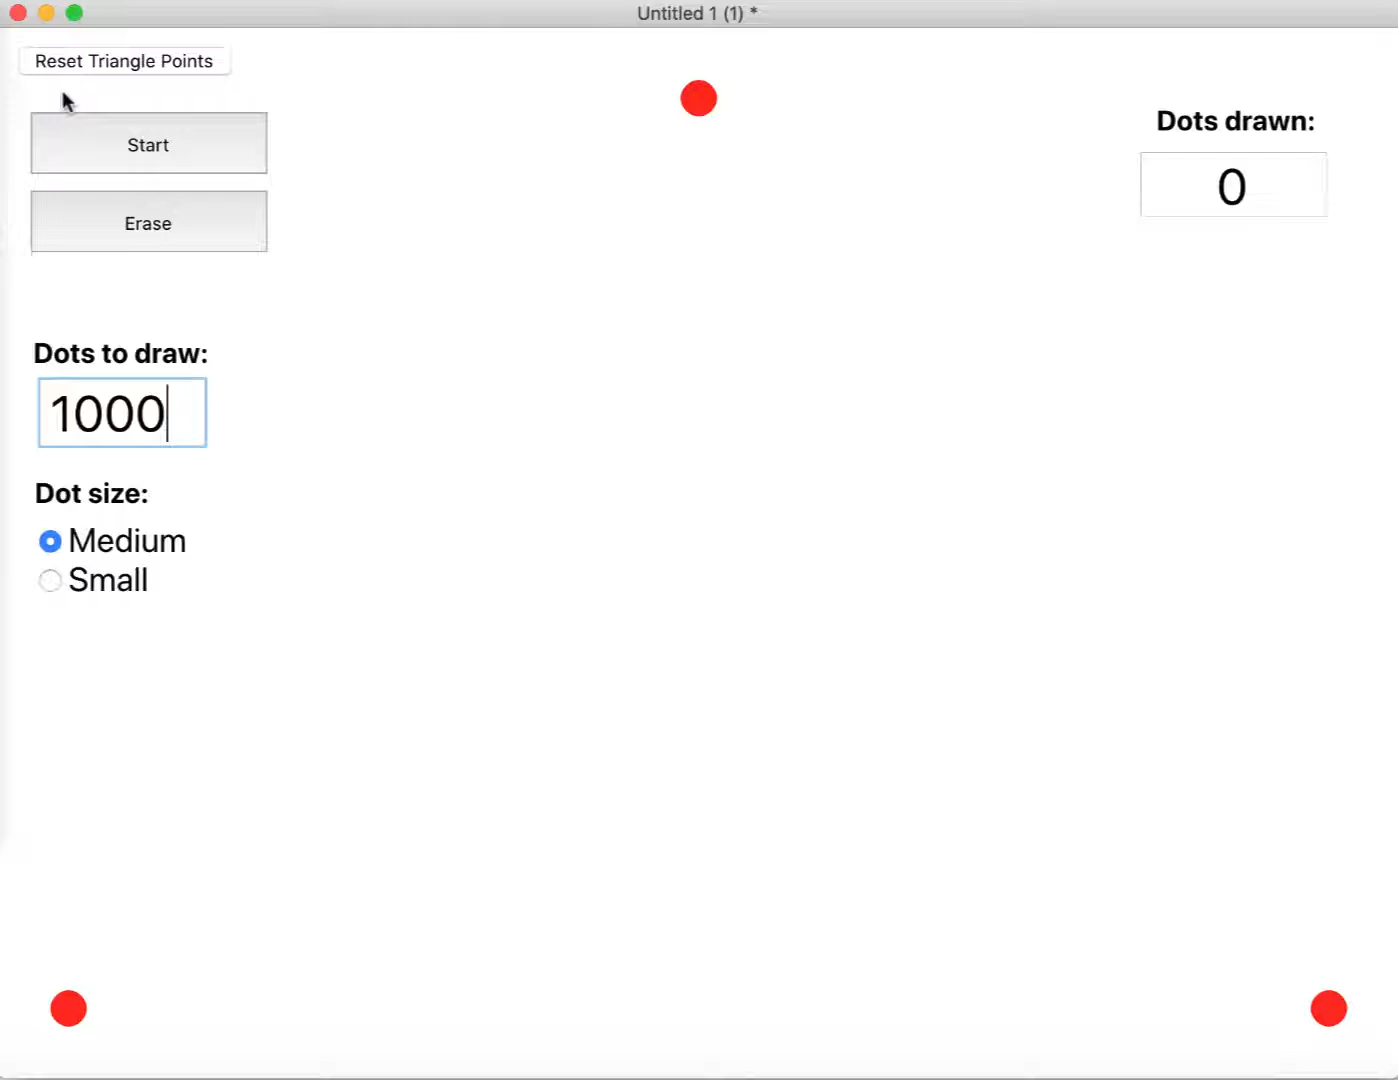 Untitled 1 (1) *
Reset Triangle Points
Start
Erase
Dots drawn:
0
Dots to draw:
1000
Dot size:
Medium
Small